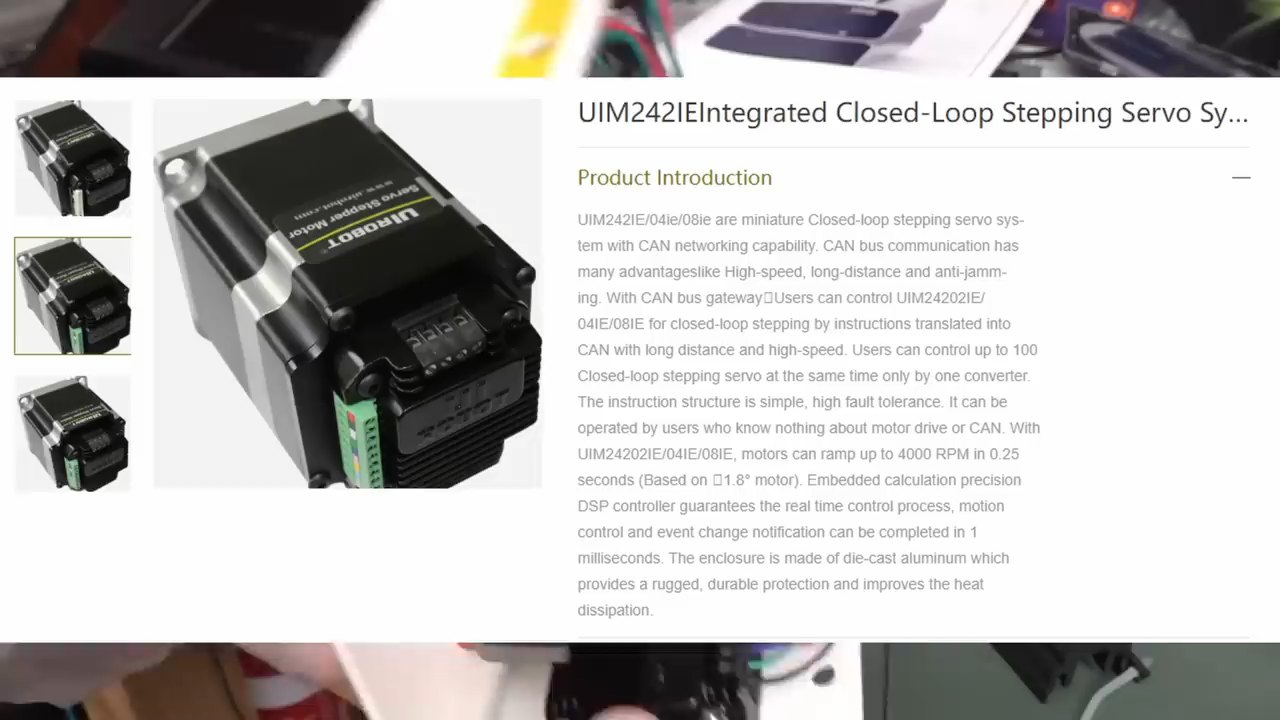 UIM242IEIntegrated Closed-Loop Stepping Servo Sy...
Product Introduction
UIM242IE/04ie/08ie are miniature Closed-loop stepping servo sys-
tem with CAN networking capability. CAN bus communication has
many advantageslike High-speed, long-distance and anti-jamm-
ing. With CAN bus gateway□Users can control UIM24202IE/
04IE/08IE for closed-loop stepping by instructions translated into
CAN with long distance and high-speed. Users can control up to 100
Closed-loop stepping servo at the same time only by one converter.
The instruction structure is simple, high fault tolerance. It can be
operated by users who know nothing about motor drive or CAN. With
UIM24202IE/04IE/08IE, motors can ramp up to 4000 RPM in 0.25
seconds (Based on □1.8° motor). Embedded calculation precision
DSP controller guarantees the real time control process, motion
control and event change notification can be completed in 1
milliseconds. The enclosure is made of die-cast aluminum which
provides a rugged, durable protection and improves the heat
dissipation.
UIROBOT
Servo Stepper Motor
www.uirobot.com